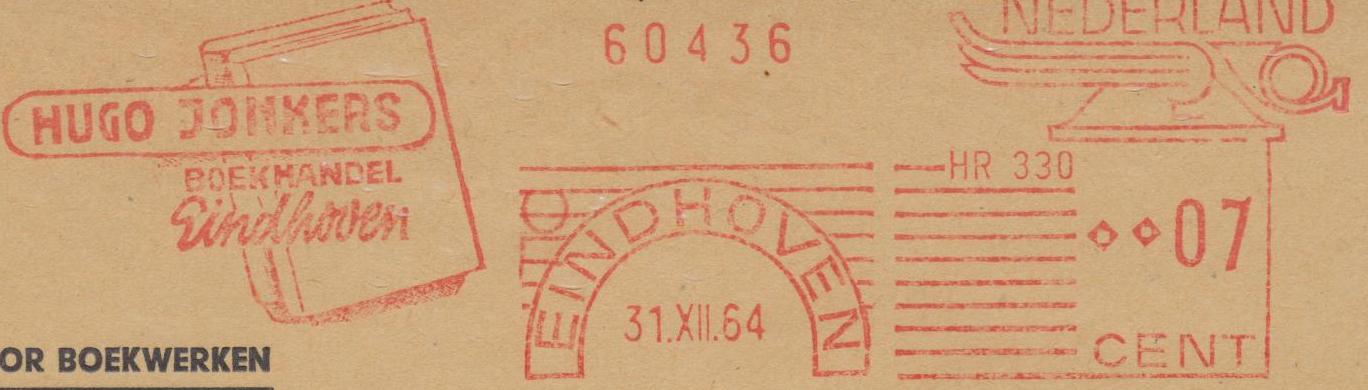 HUGO JONKERS
BOEKHANDEL
Eindhoven
60436
EINDHOVEN
31.XII.64
NEDERLAND
HR 330
07
CENT
OR BOEKWERKEN